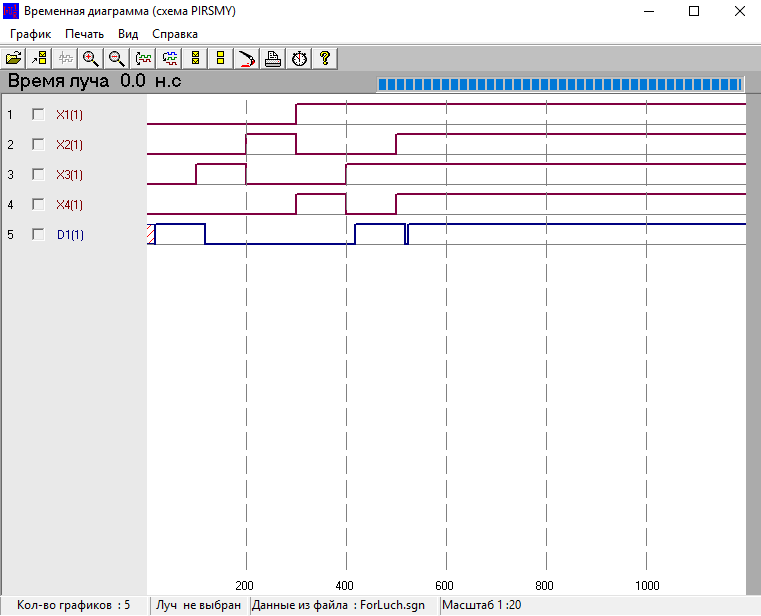 Временная диаграмма (схема PIRSMY)
График Печать Вид Справка
Время луча 0.0 н.с
1 X1(1)
2 X2(1)
3 X3(1)
4 X4(1)
5 D1(1)
200 400 600 800 1000
Кол-во графиков : 5 Луч не выбран Данные из файла : ForLuch.sgn Масштаб 1 :20